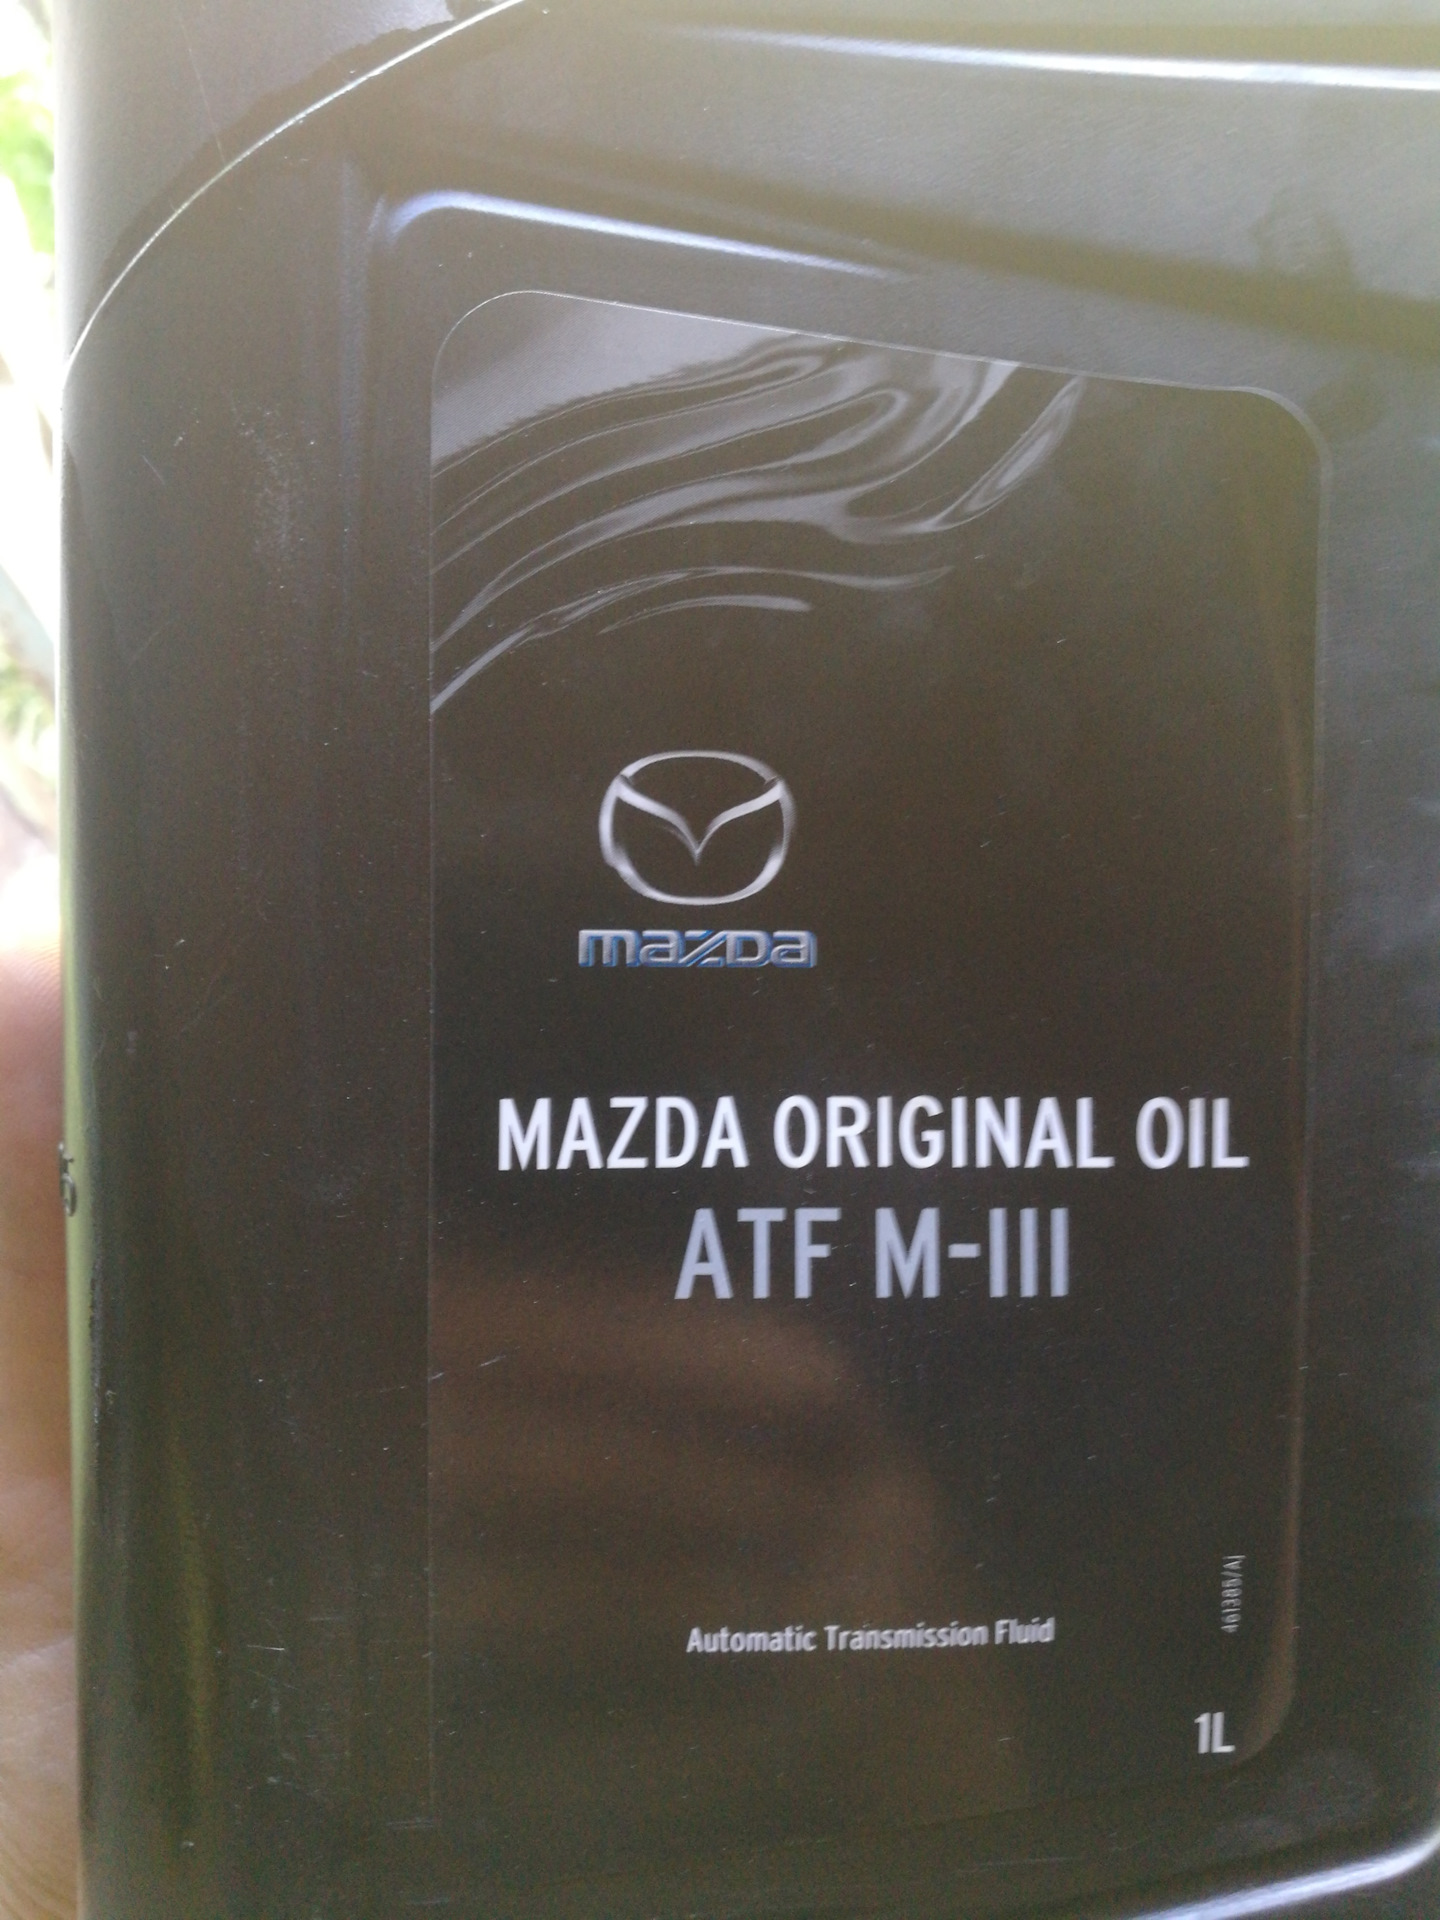 mazda
MAZDA ORIGINAL OIL
ATF M-III
Automatic Transmission Fluid
1L